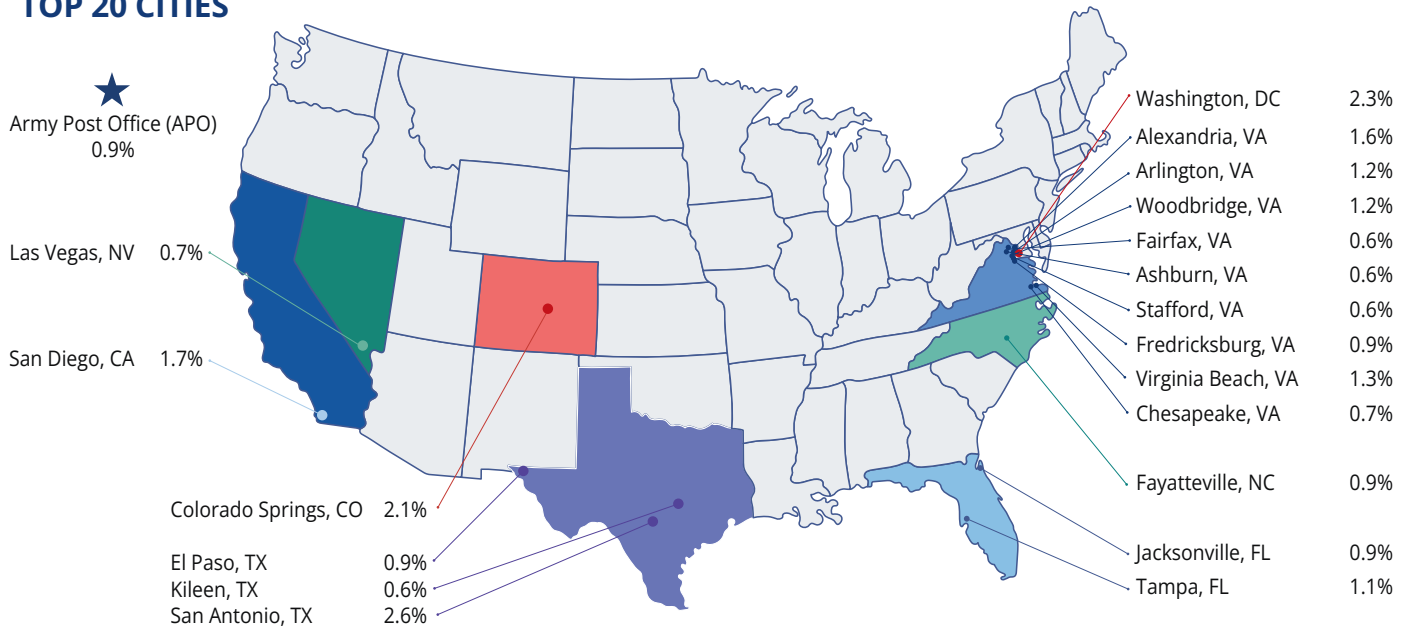 TOP 20 CITIES
Army Post Office (APO)
0.9%
Las Vegas, NV 0.7%
San Diego, CA 1.7%
Colorado Springs, CO 2.1%
El Paso, TX 0.9%
Kileen, TX 0.6%
San Antonio, TX 2.6%
Washington, DC 2.3%
Alexandria, VA 1.6%
Arlington, VA 1.2%
Woodbridge, VA 1.2%
Fairfax, VA 0.6%
Ashburn, VA 0.6%
Stafford, VA 0.6%
Fredricksburg, VA 0.9%
Virginia Beach, VA 1.3%
Chesapeake, VA 0.7%
Fayatteville, NC 0.9%
Jacksonville, FL 0.9%
Tampa, FL 1.1%